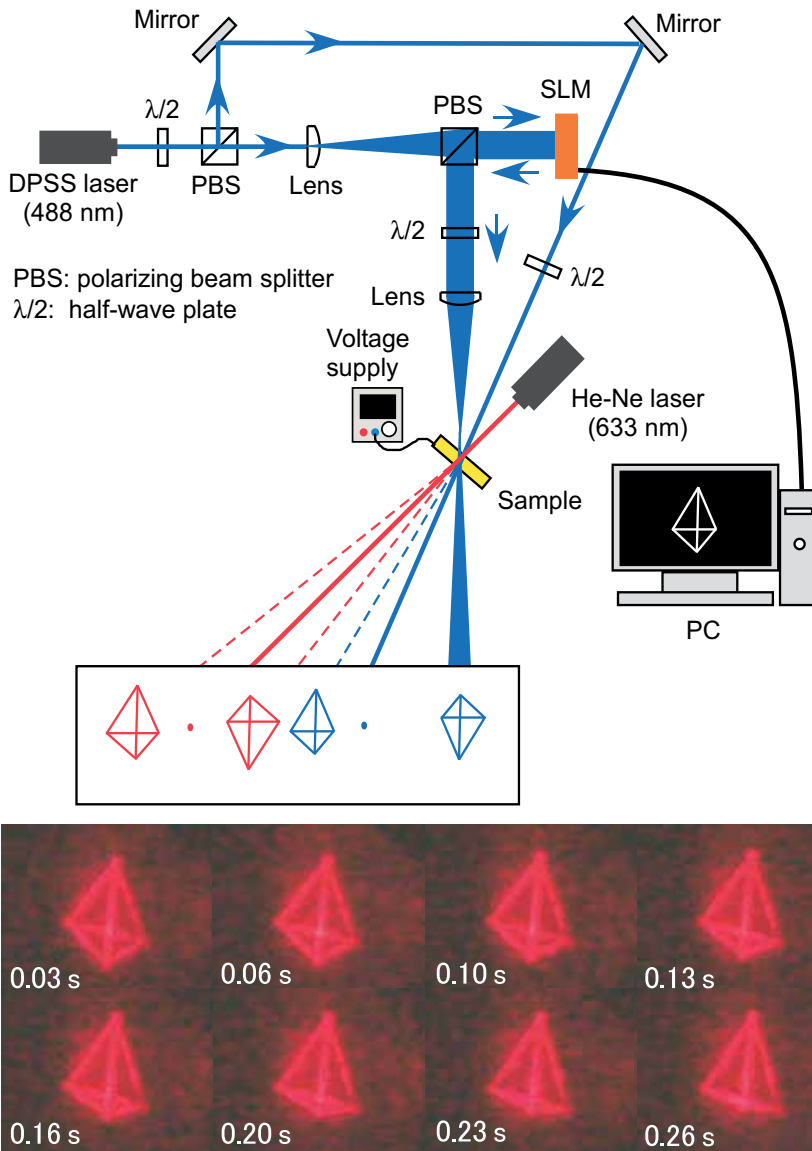 Mirror
Mirror
SLM
PBS
λ/2
PBS
Lens
DPSS laser
(488 nm)
λ/2
λ/2
PBS: polarizing beam splitter
λ/2: half-wave plate
Lens
Voltage
supply
He-Ne laser
(633 nm)
Sample
PC
0.03 s
0.06 s
0.10 s
0.13 s
0.16 s
0.20 s
0.23 s
0.26 s